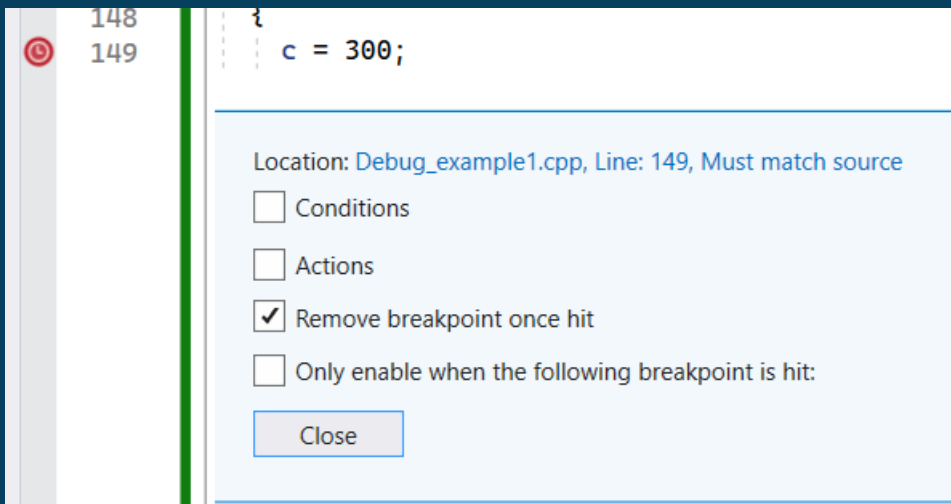 148 {
149 c = 300;
Location: Debug_example1.cpp, Line: 149, Must match source
Conditions
Actions
Remove breakpoint once hit
Only enable when the following breakpoint is hit:
Close